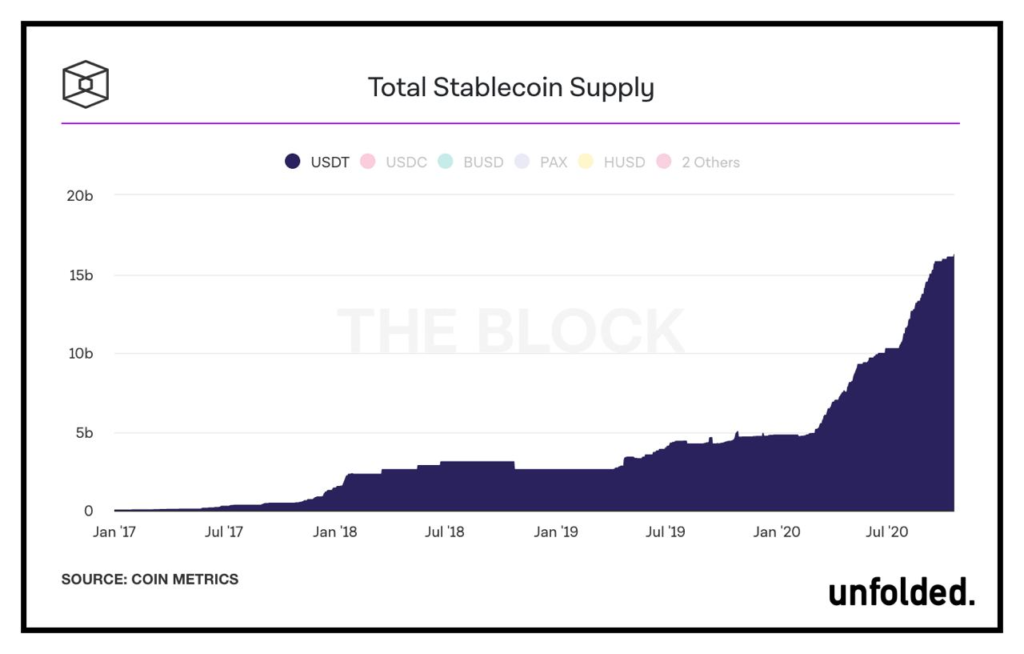 Total Stablecoin Supply
USDT USDC BUSD PAX HUSD 2 Others
20b
15b
THE BLOCK
10b
5b
0
Jan '17 Jul '17 Jan '18 Jul '18 Jan '19 Jul '19 Jan '20 Jul '20
SOURCE: COIN METRICS
unfolded.